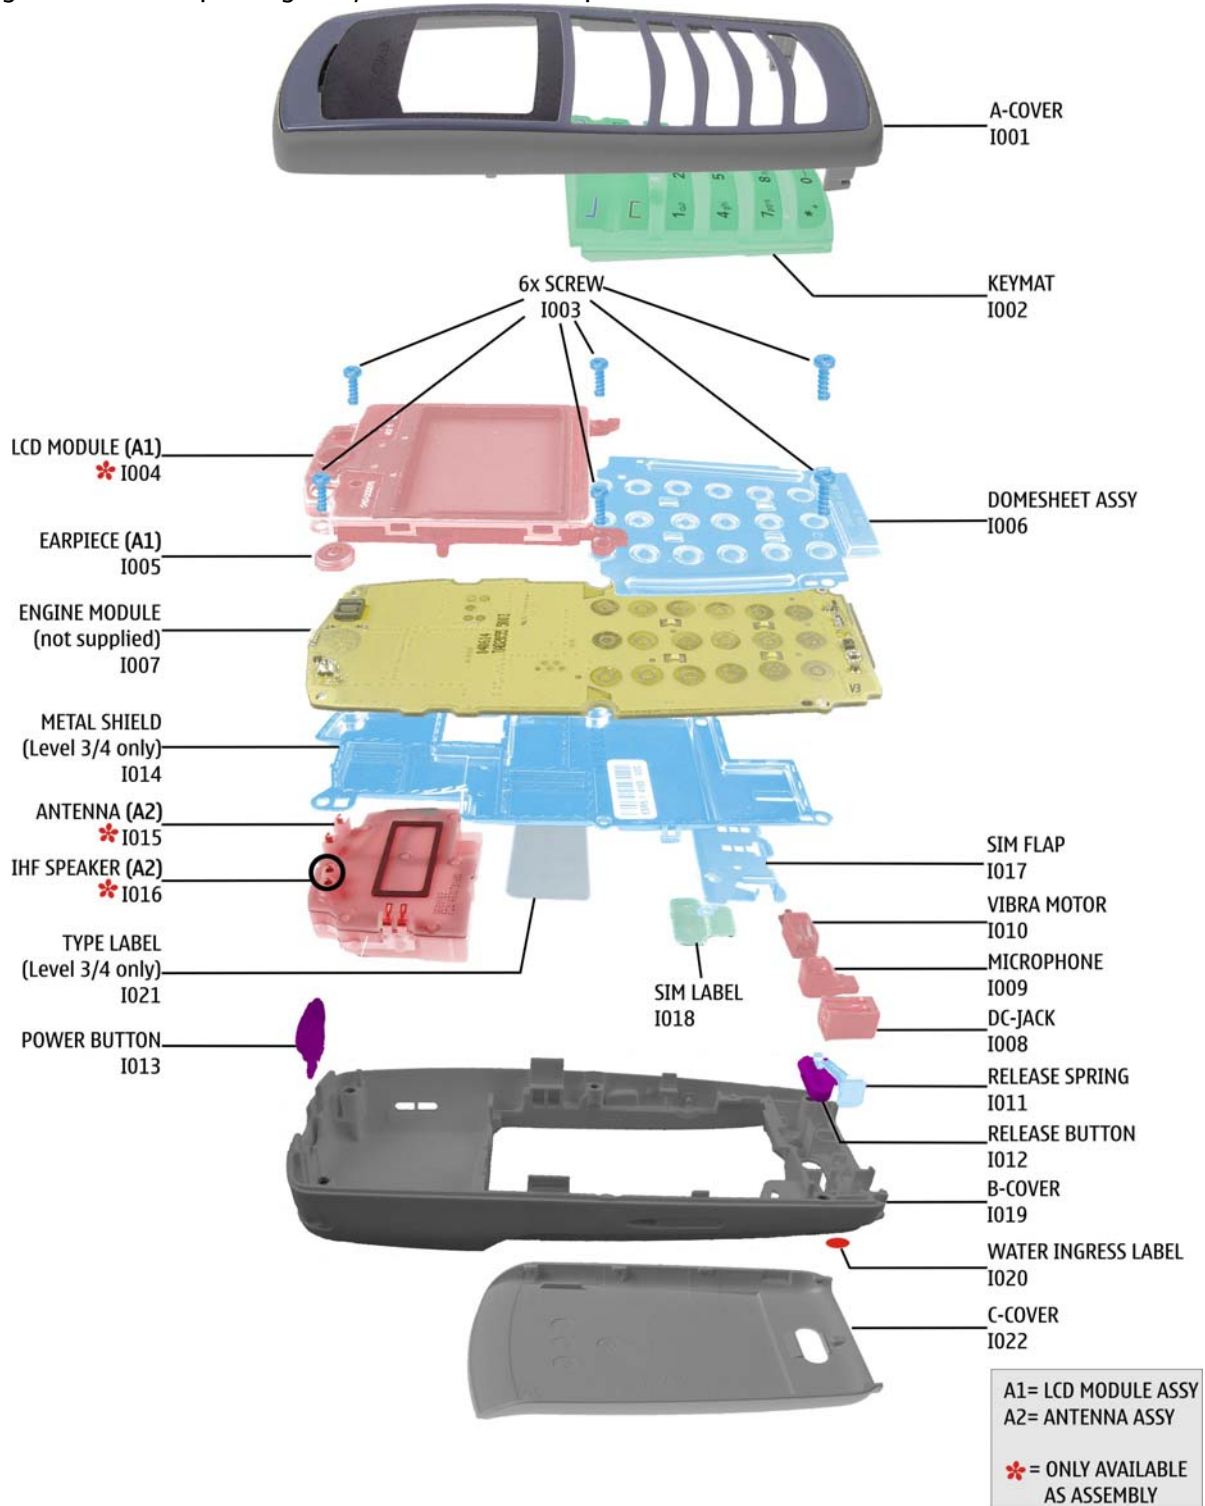 A-COVER
I001
KEYMAT
I002
6x SCREW
I003
LCD MODULE (A1)
* I004
EARPIECE (A1)
I005
DOMESHEET ASSY
I006
ENGINE MODULE
(not supplied)
I007
V3
METAL SHIELD
(Level 3/4 only)
I014
ANTENNA (A2)
* I015
IHF SPEAKER (A2)
* I016
TYPE LABEL
(Level 3/4 only)
I021
SIM FLAP
I017
VIBRA MOTOR
I010
MICROPHONE
I009
SIM LABEL
I018
DC-JACK
I008
POWER BUTTON
I013
RELEASE SPRING
I011
RELEASE BUTTON
I012
B-COVER
I019
WATER INGRESS LABEL
I020
C-COVER
I022
A1= LCD MODULE ASSY
A2= ANTENNA ASSY
* = ONLY AVAILABLE
AS ASSEMBLY